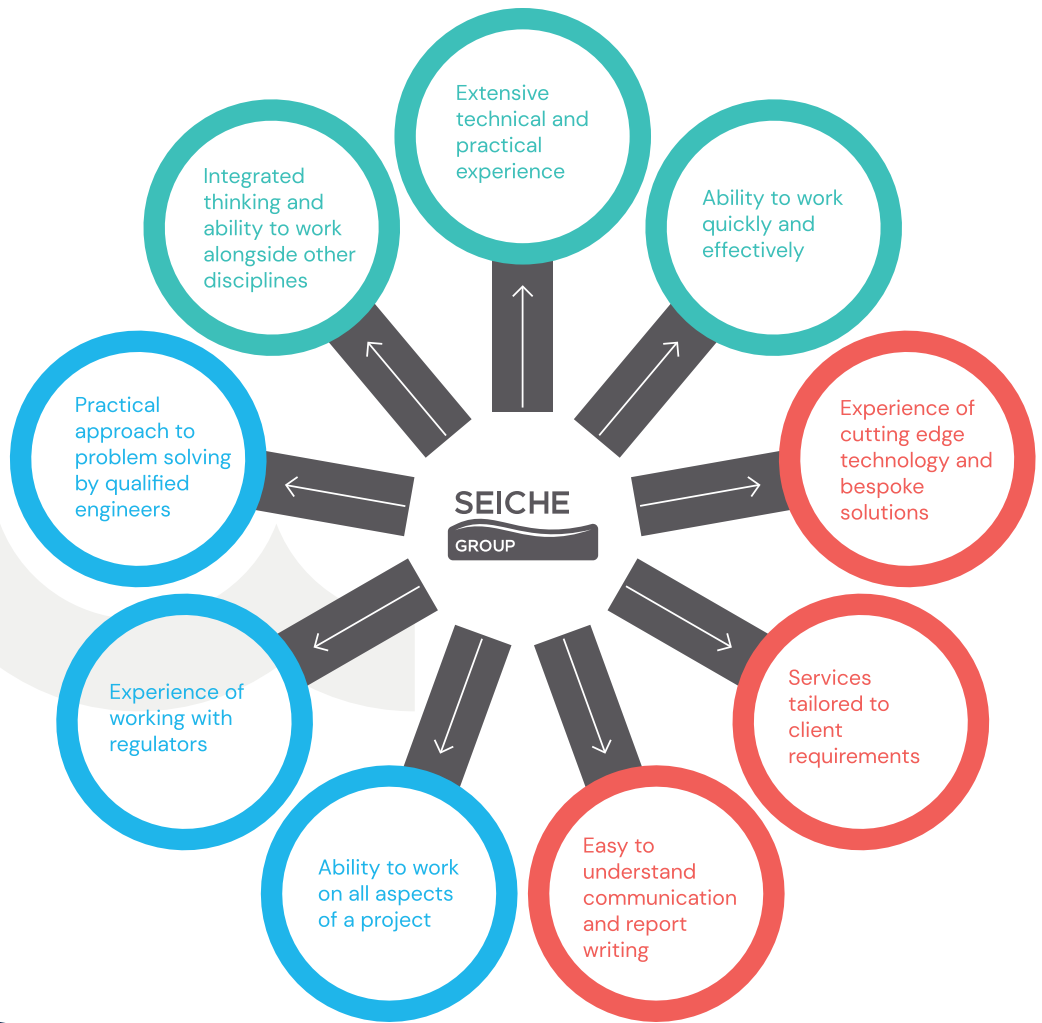 Extensive
technical and
practical
experience
Ability to work
quickly and
effectively
Experience of
cutting edge
technology and
bespoke
solutions
Services
tailored to
client
requirements
Easy to
understand
communication
and report
writing
Ability to work
on all aspects
of a project
Experience of
working with
regulators
Practical
approach to
problem solving
by qualified
engineers
Integrated
thinking and
ability to work
alongside other
disciplines
SEICHE
GROUP